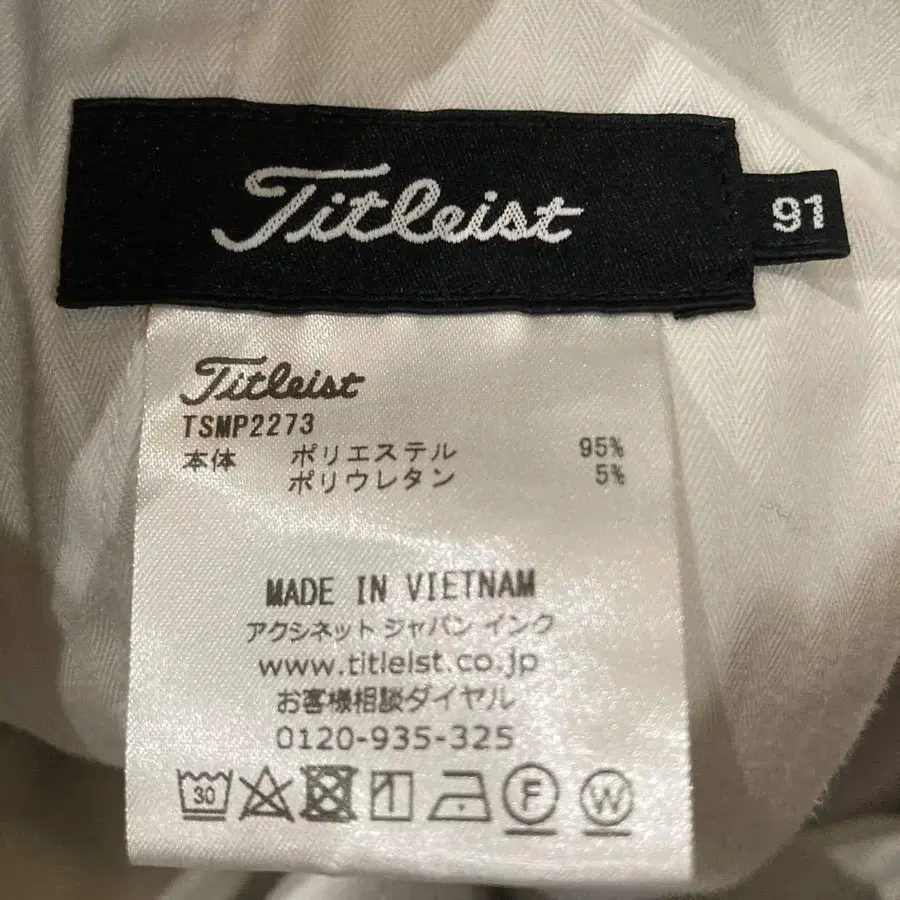 Titleist
91
Titleist
TSMP2273
本体 ポリエステル 95%
ポリウレタン 5%
MADE IN VIETNAM
アクシネット ジャパン インク
www.titleist.co.jp
お客様相談ダイヤル
0120-935-325
30 F W